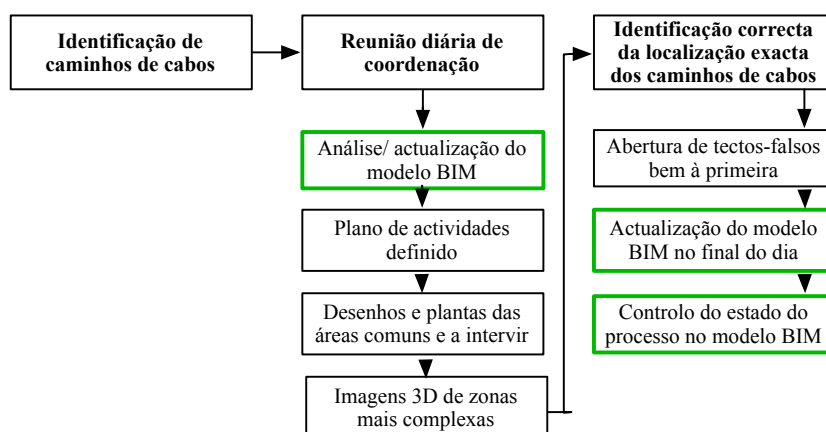 Identificação de
caminhos de cabos
Reunião diária de
coordenação
Análise/ actualização do
modelo BIM
Plano de actividades
definido
Desenhos e plantas das
áreas comuns e a intervir
Imagens 3D de zonas
mais complexas
Identificação correcta
da localização exacta
dos caminhos de cabos
Abertura de tectos-falsos
bem à primeira
Actualização do modelo
BIM no final do dia
Controlo do estado do
processo no modelo BIM